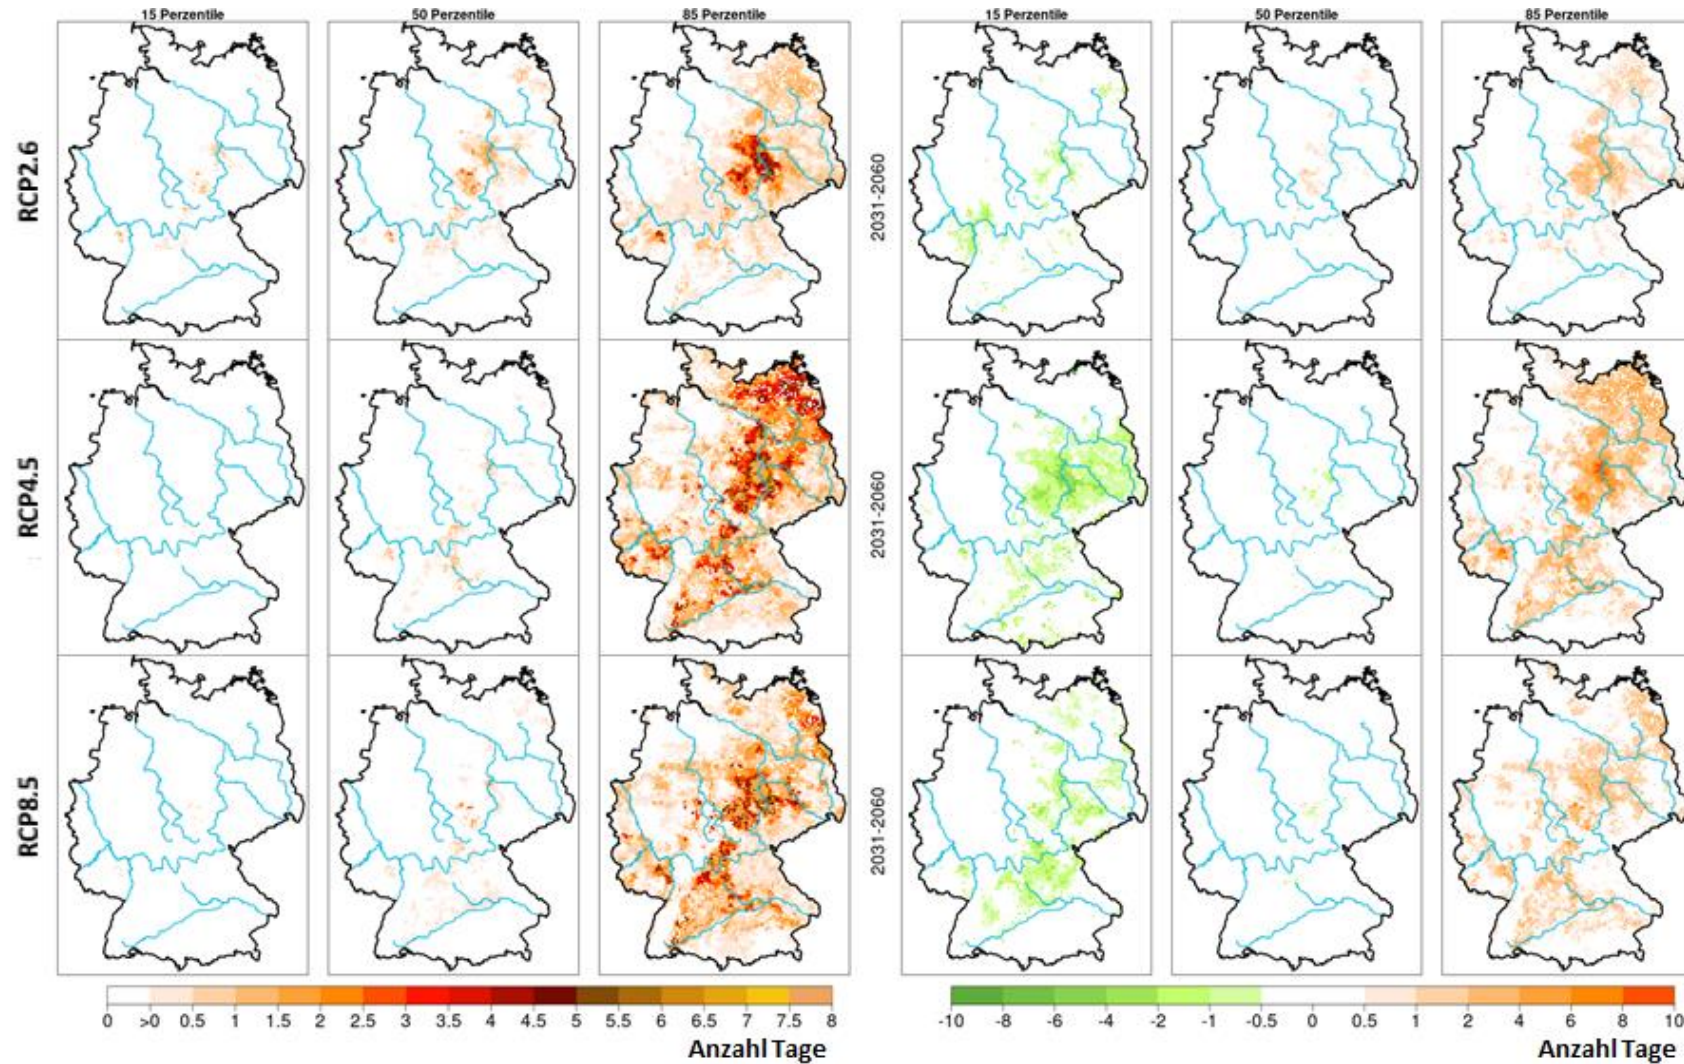 15 Perzentile 50 Perzentile 85 Perzentile 15 Perzentile 50 Perzentile 85 Perzentile
RCP2.6
2031-2060
RCP4.5
2031-2060
RCP8.5
2031-2060
0 >0 0.5 1 1.5 2 2.5 3 3.5 4 4.5 5 5.5 6 6.5 7 7.5 8
-10 -6 -4 -2 -1 -0.5 0 0.5 1 2 4 6 8 10
Anzahl Tage Anzahl Tage